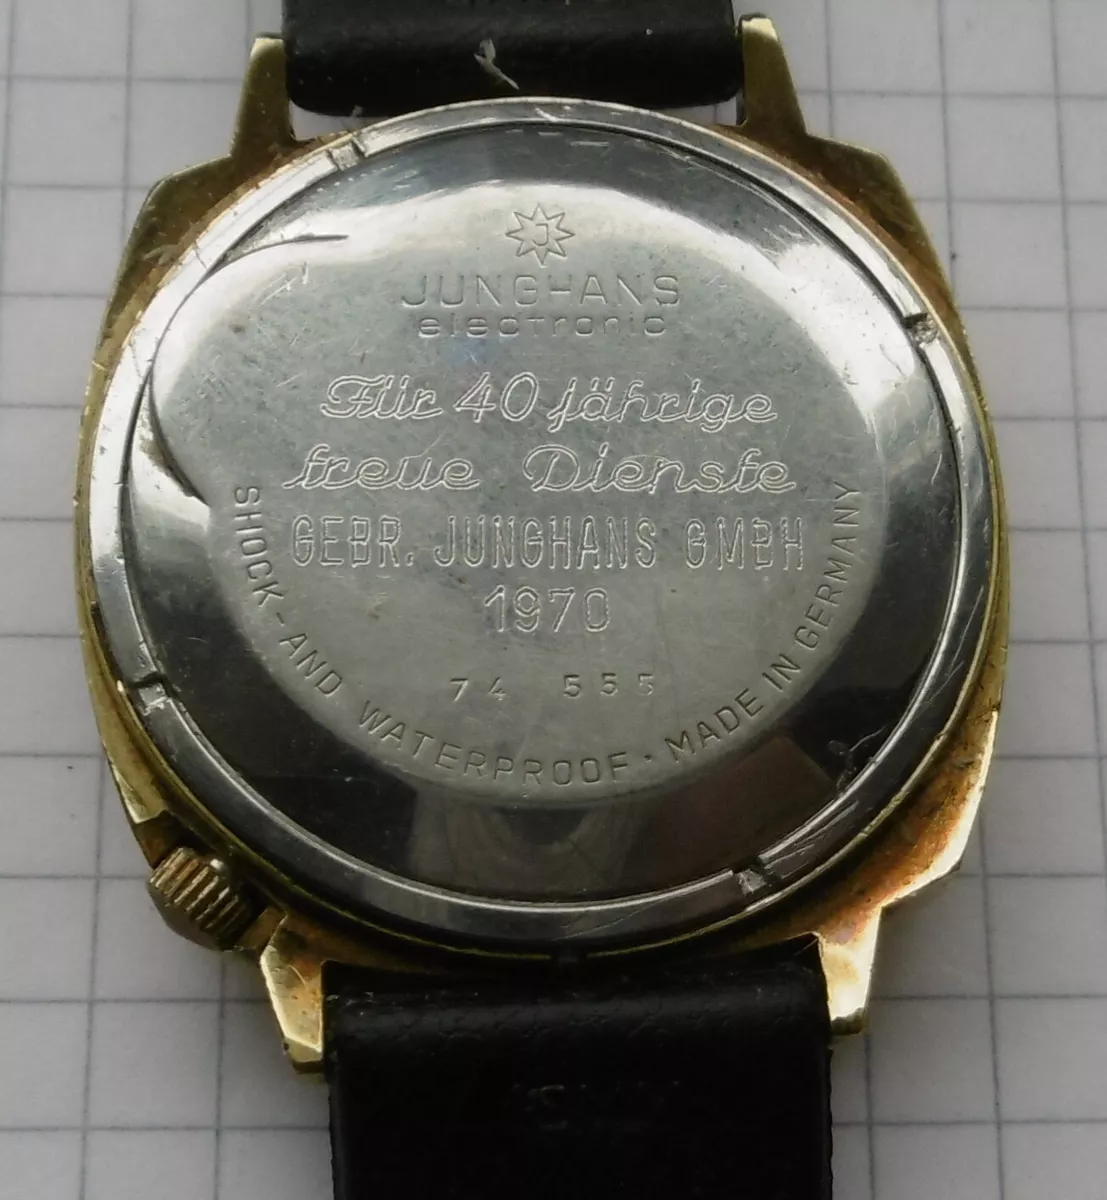 J
JUNGHANS
electronic
Für 40 jährige
treue Dienste
GEBR. JUNGHANS GMBH
1970
74 555
SHOCK-AND WATERPROOF · MADE IN GERMANY